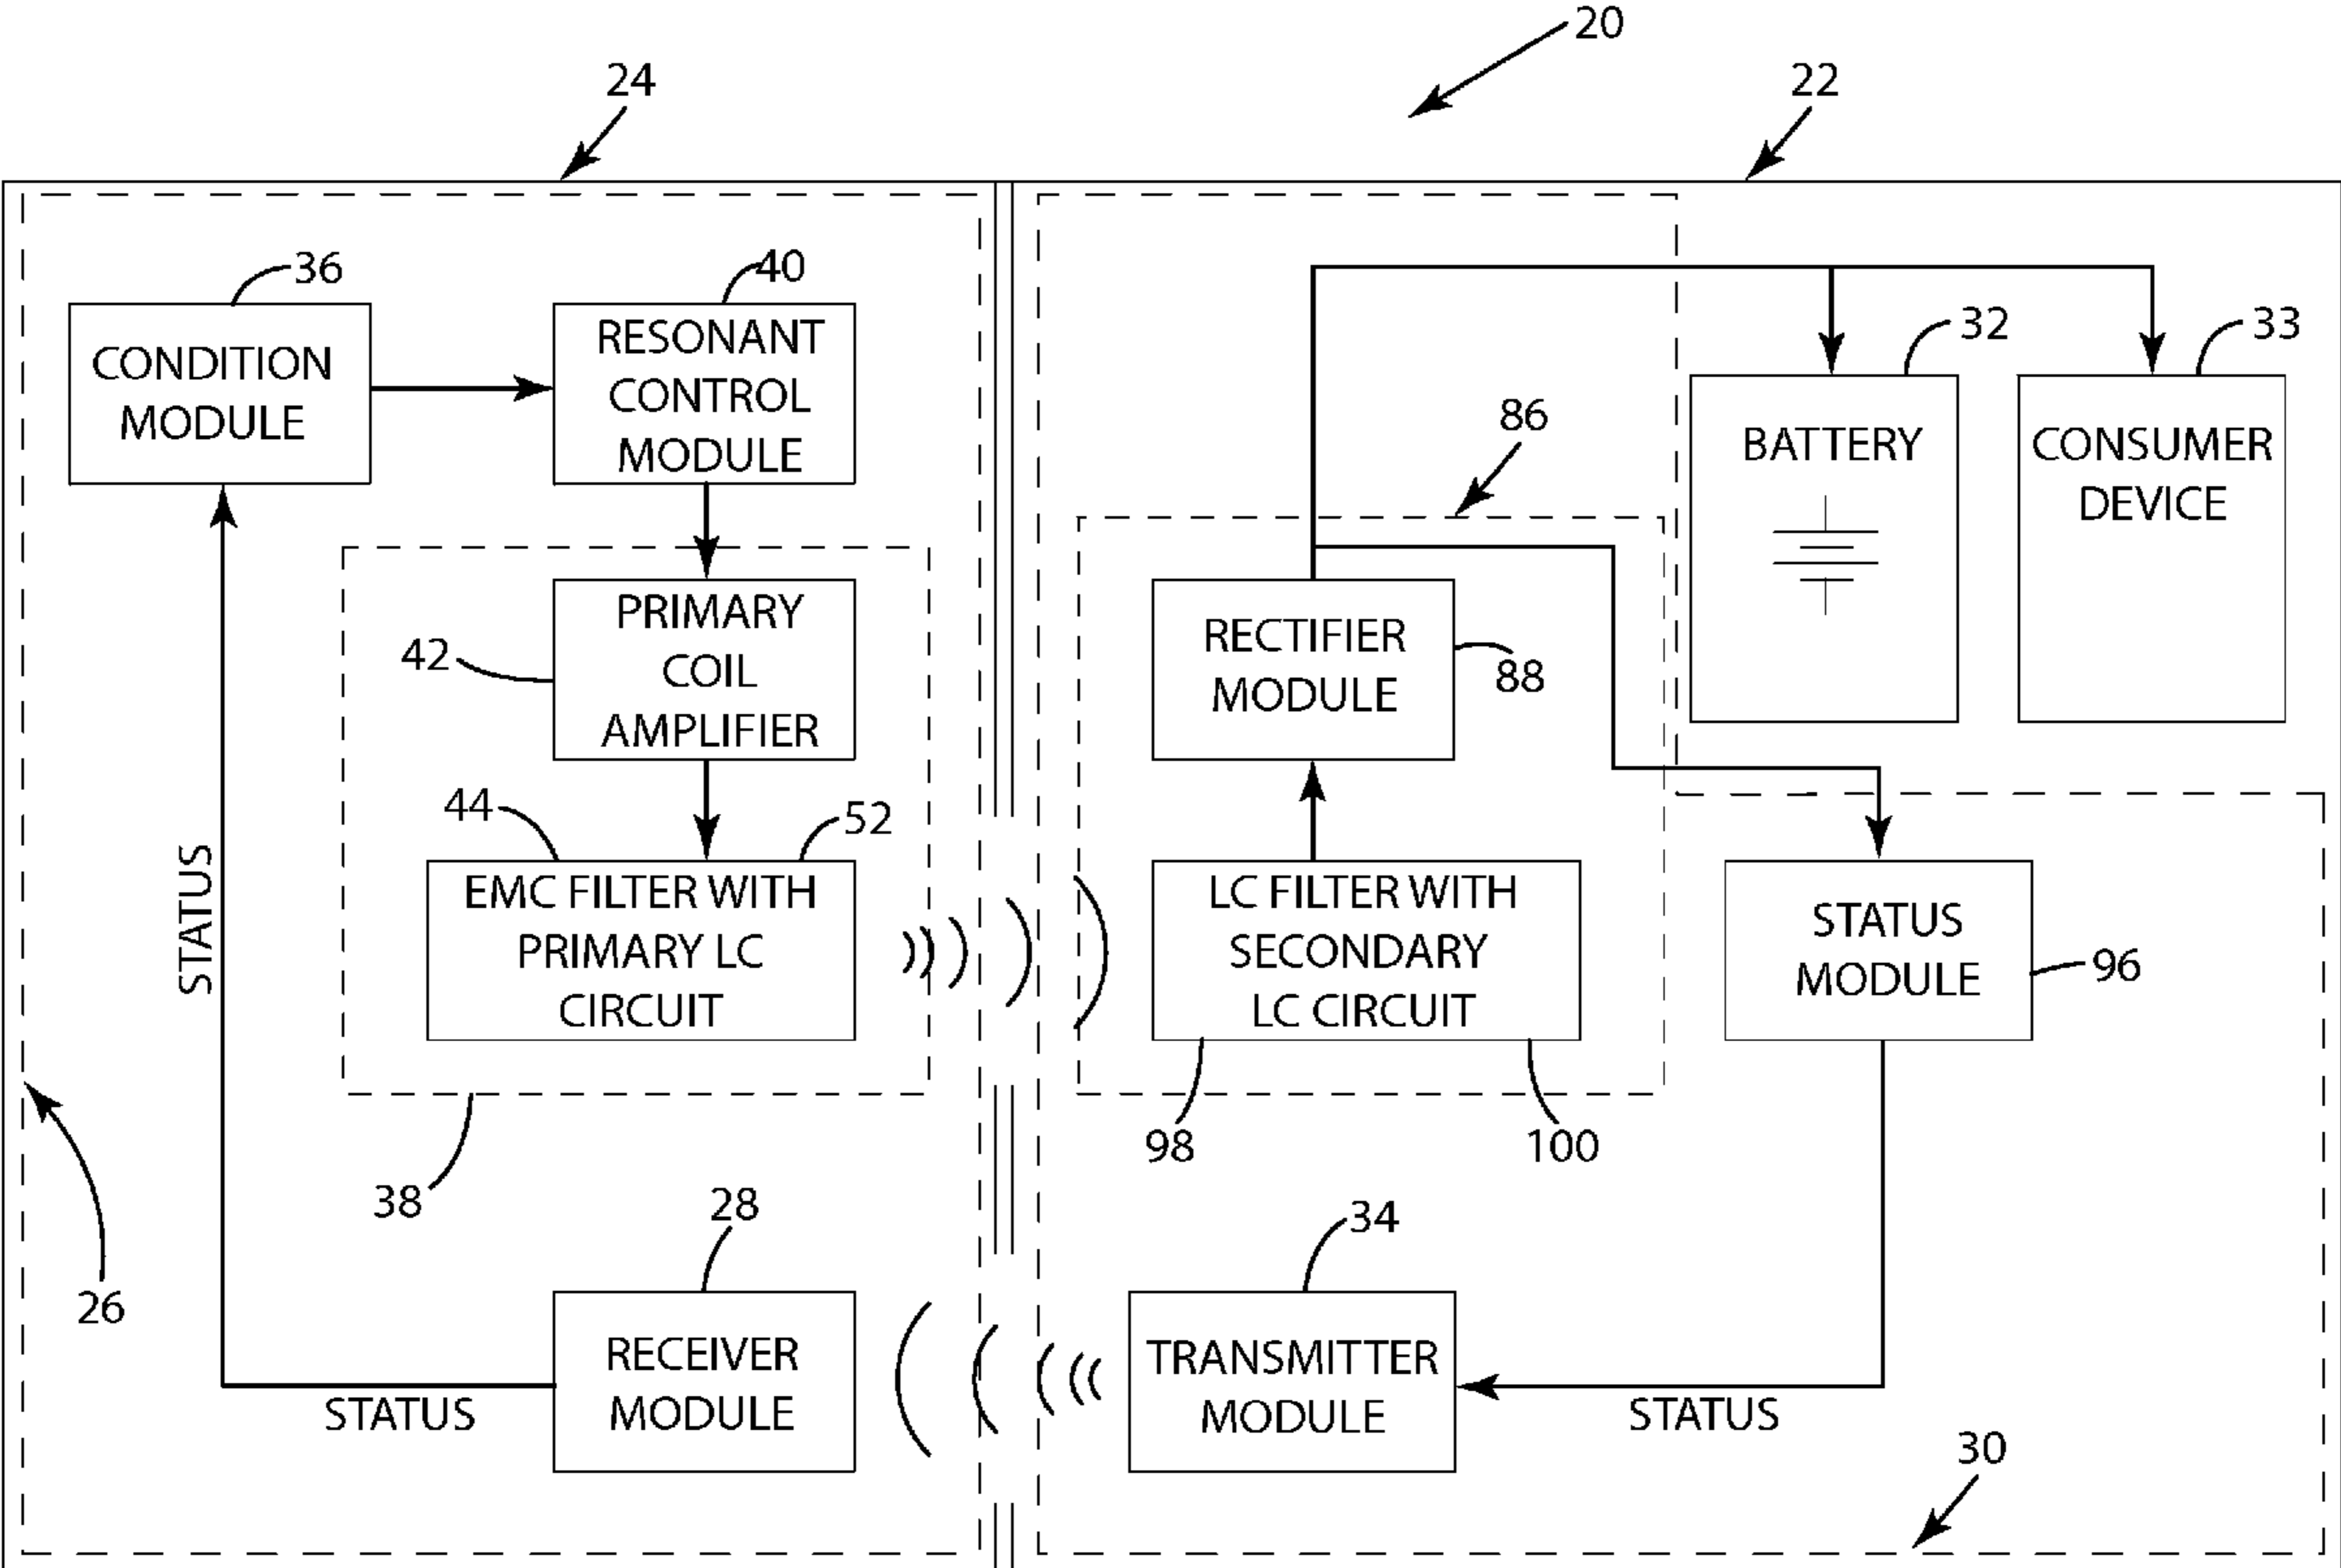 20
24
22
36
40
CONDITION
MODULE
RESONANT
CONTROL
MODULE
32
33
BATTERY
CONSUMER
DEVICE
86
42
PRIMARY
COIL
AMPLIFIER
RECTIFIER
MODULE
88
44
52
EMC FILTER WITH
PRIMARY LC
CIRCUIT
LC FILTER WITH
SECONDARY
LC CIRCUIT
STATUS
MODULE
96
STATUS
38
98
100
26
28
RECEIVER
MODULE
STATUS
34
TRANSMITTER
MODULE
STATUS
30